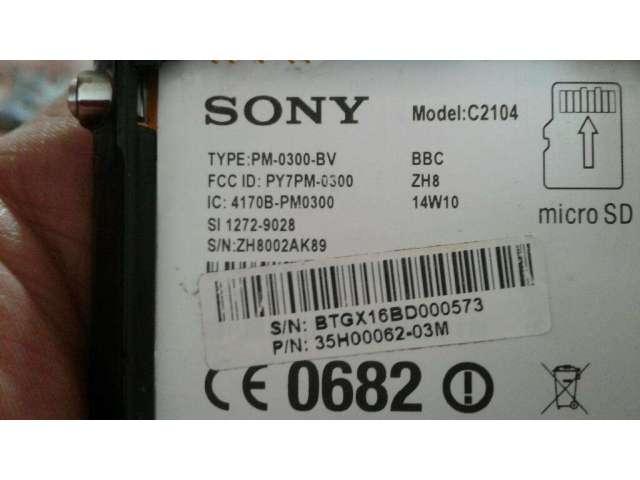 SONY Model:C2104
TYPE:PM-0300-BV BBC
FCC ID: PY7PM-0300 ZH8
IC: 4170B-PM0300 14W10
micro SD
SI 1272-9028
S/N:ZH8002AK89
S/N: BTGX16BD000573
P/N: 35H00062-03M
CE 0682